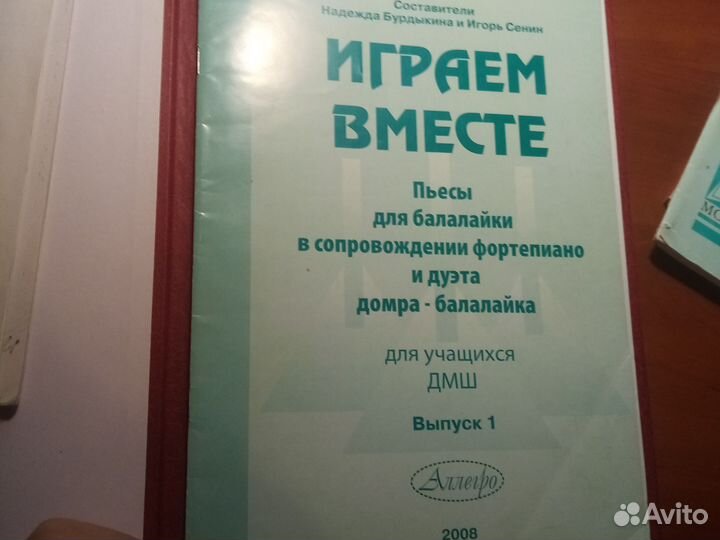 Составители
Надежда Бурдыкина и Игорь Сенин
ИГРАЕМ
ВМЕСТЕ
Пьесы
для балалайки
в сопровождении фортепиано
и дуэта
домра - балалайка
для учащихся
ДМШ
Выпуск 1
Аллегро
2008
МО
Avito